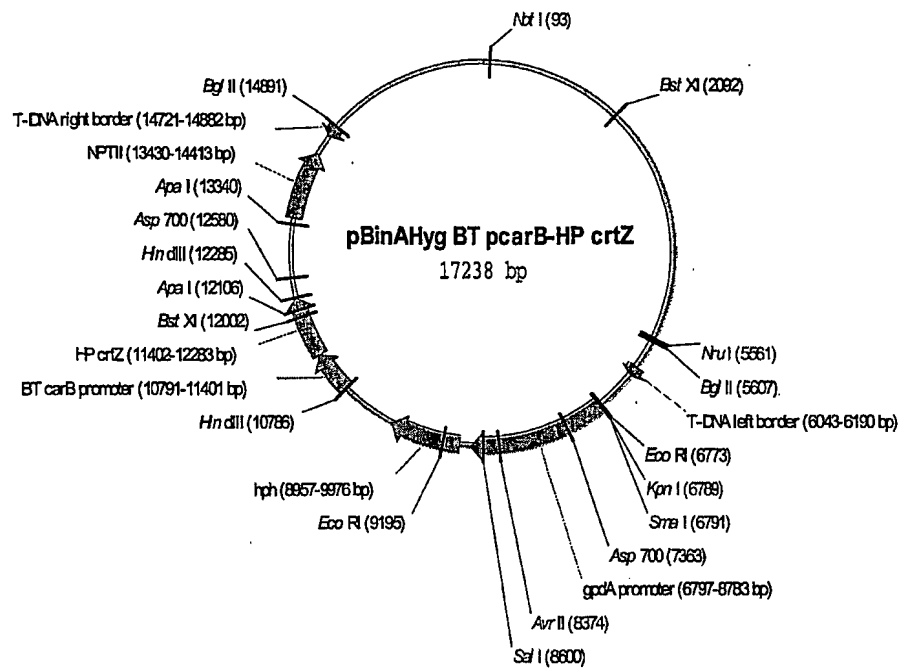 Not I (93)
Bst XI (2092)
Bgl II (14891)
T-DNA right border (14721-14882 bp)
NPTII (13430-14413 bp)
Apa I (13340)
Asp 700 (12580)
Hin dIII (12285)
Apa I (12106)
Bst XI (12002)
HP crtZ (11402-12283 bp)
BT carB promoter (10791-11401 bp)
Hin dIII (10786)
hph (8957-9976 bp)
Eco RI (9195)
pBinAHyg BT pcarB-HP crtZ
17238 bp
Nru I (5561)
Bgl II (5607)
T-DNA left border (6043-6190 bp)
Eco RI (6773)
Kpn I (6789)
Sma I (6791)
Asp 700 (7363)
gpdA promoter (6797-8783 bp)
Avr II (8374)
Sal I (8600)